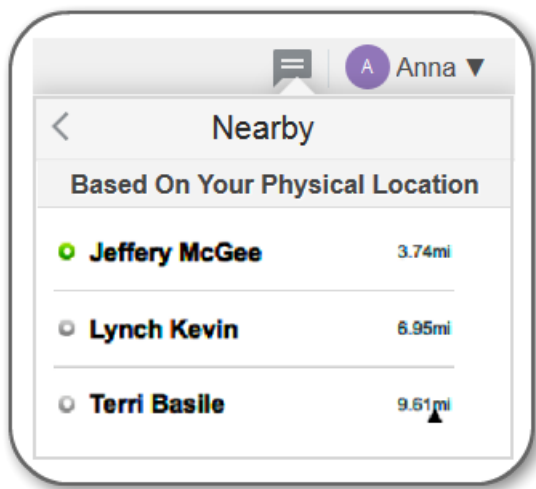 A Anna ▼
Nearby
Based On Your Physical Location
Jeffery McGee 3.74mi
Lynch Kevin 6.95mi
Terri Basile 9.61mi